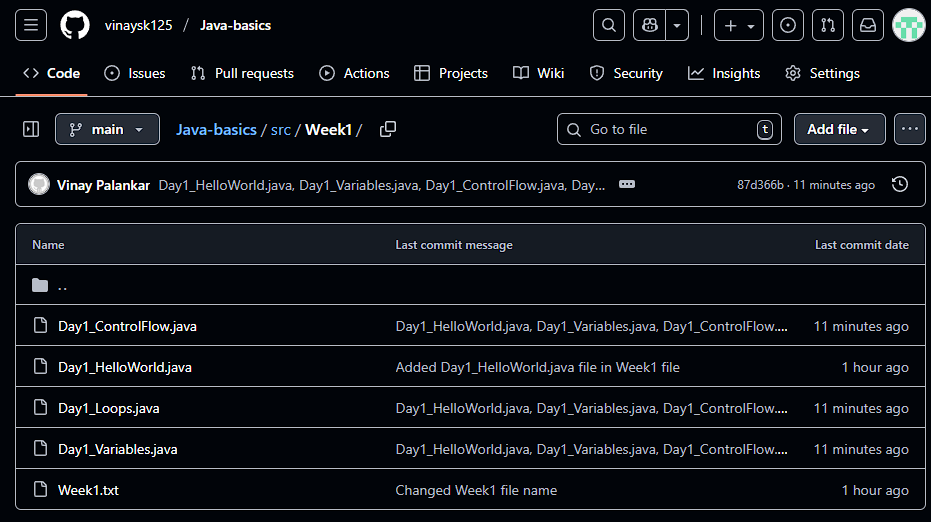 vinaysk125 / Java-basics
Code Issues Pull requests Actions Projects Wiki Security Insights Settings
main Java-basics / src / Week1 / Go to file t Add file
Vinay Palankar Day1_HelloWorld.java, Day1_Variables.java, Day1_ControlFlow.java, Day... 87d366b · 11 minutes ago
Name Last commit message Last commit date
..
Day1_ControlFlow.java Day1_HelloWorld.java, Day1_Variables.java, Day1_ControlFlow.... 11 minutes ago
Day1_HelloWorld.java Added Day1_HelloWorld.java file in Week1 file 1 hour ago
Day1_Loops.java Day1_HelloWorld.java, Day1_Variables.java, Day1_ControlFlow.... 11 minutes ago
Day1_Variables.java Day1_HelloWorld.java, Day1_Variables.java, Day1_ControlFlow.... 11 minutes ago
Week1.txt Changed Week1 file name 1 hour ago